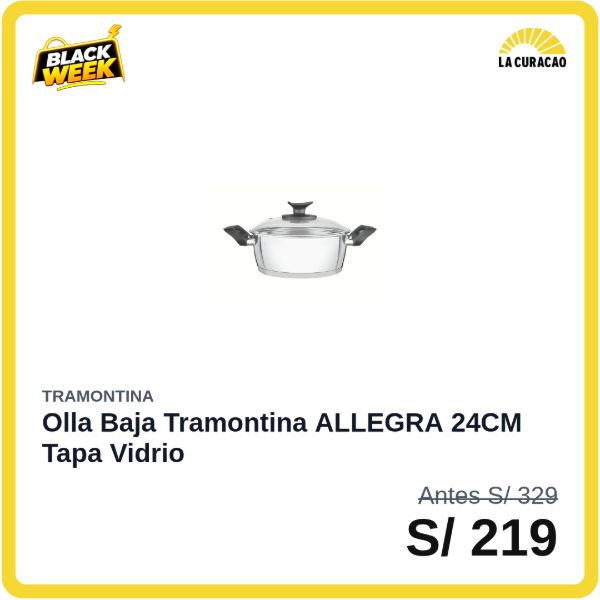 BLACK
WEEK
LA CURACAO
TRAMONTINA
Olla Baja Tramontina ALLEGRA 24CM
Tapa Vidrio
Antes S/ 329
S/ 219